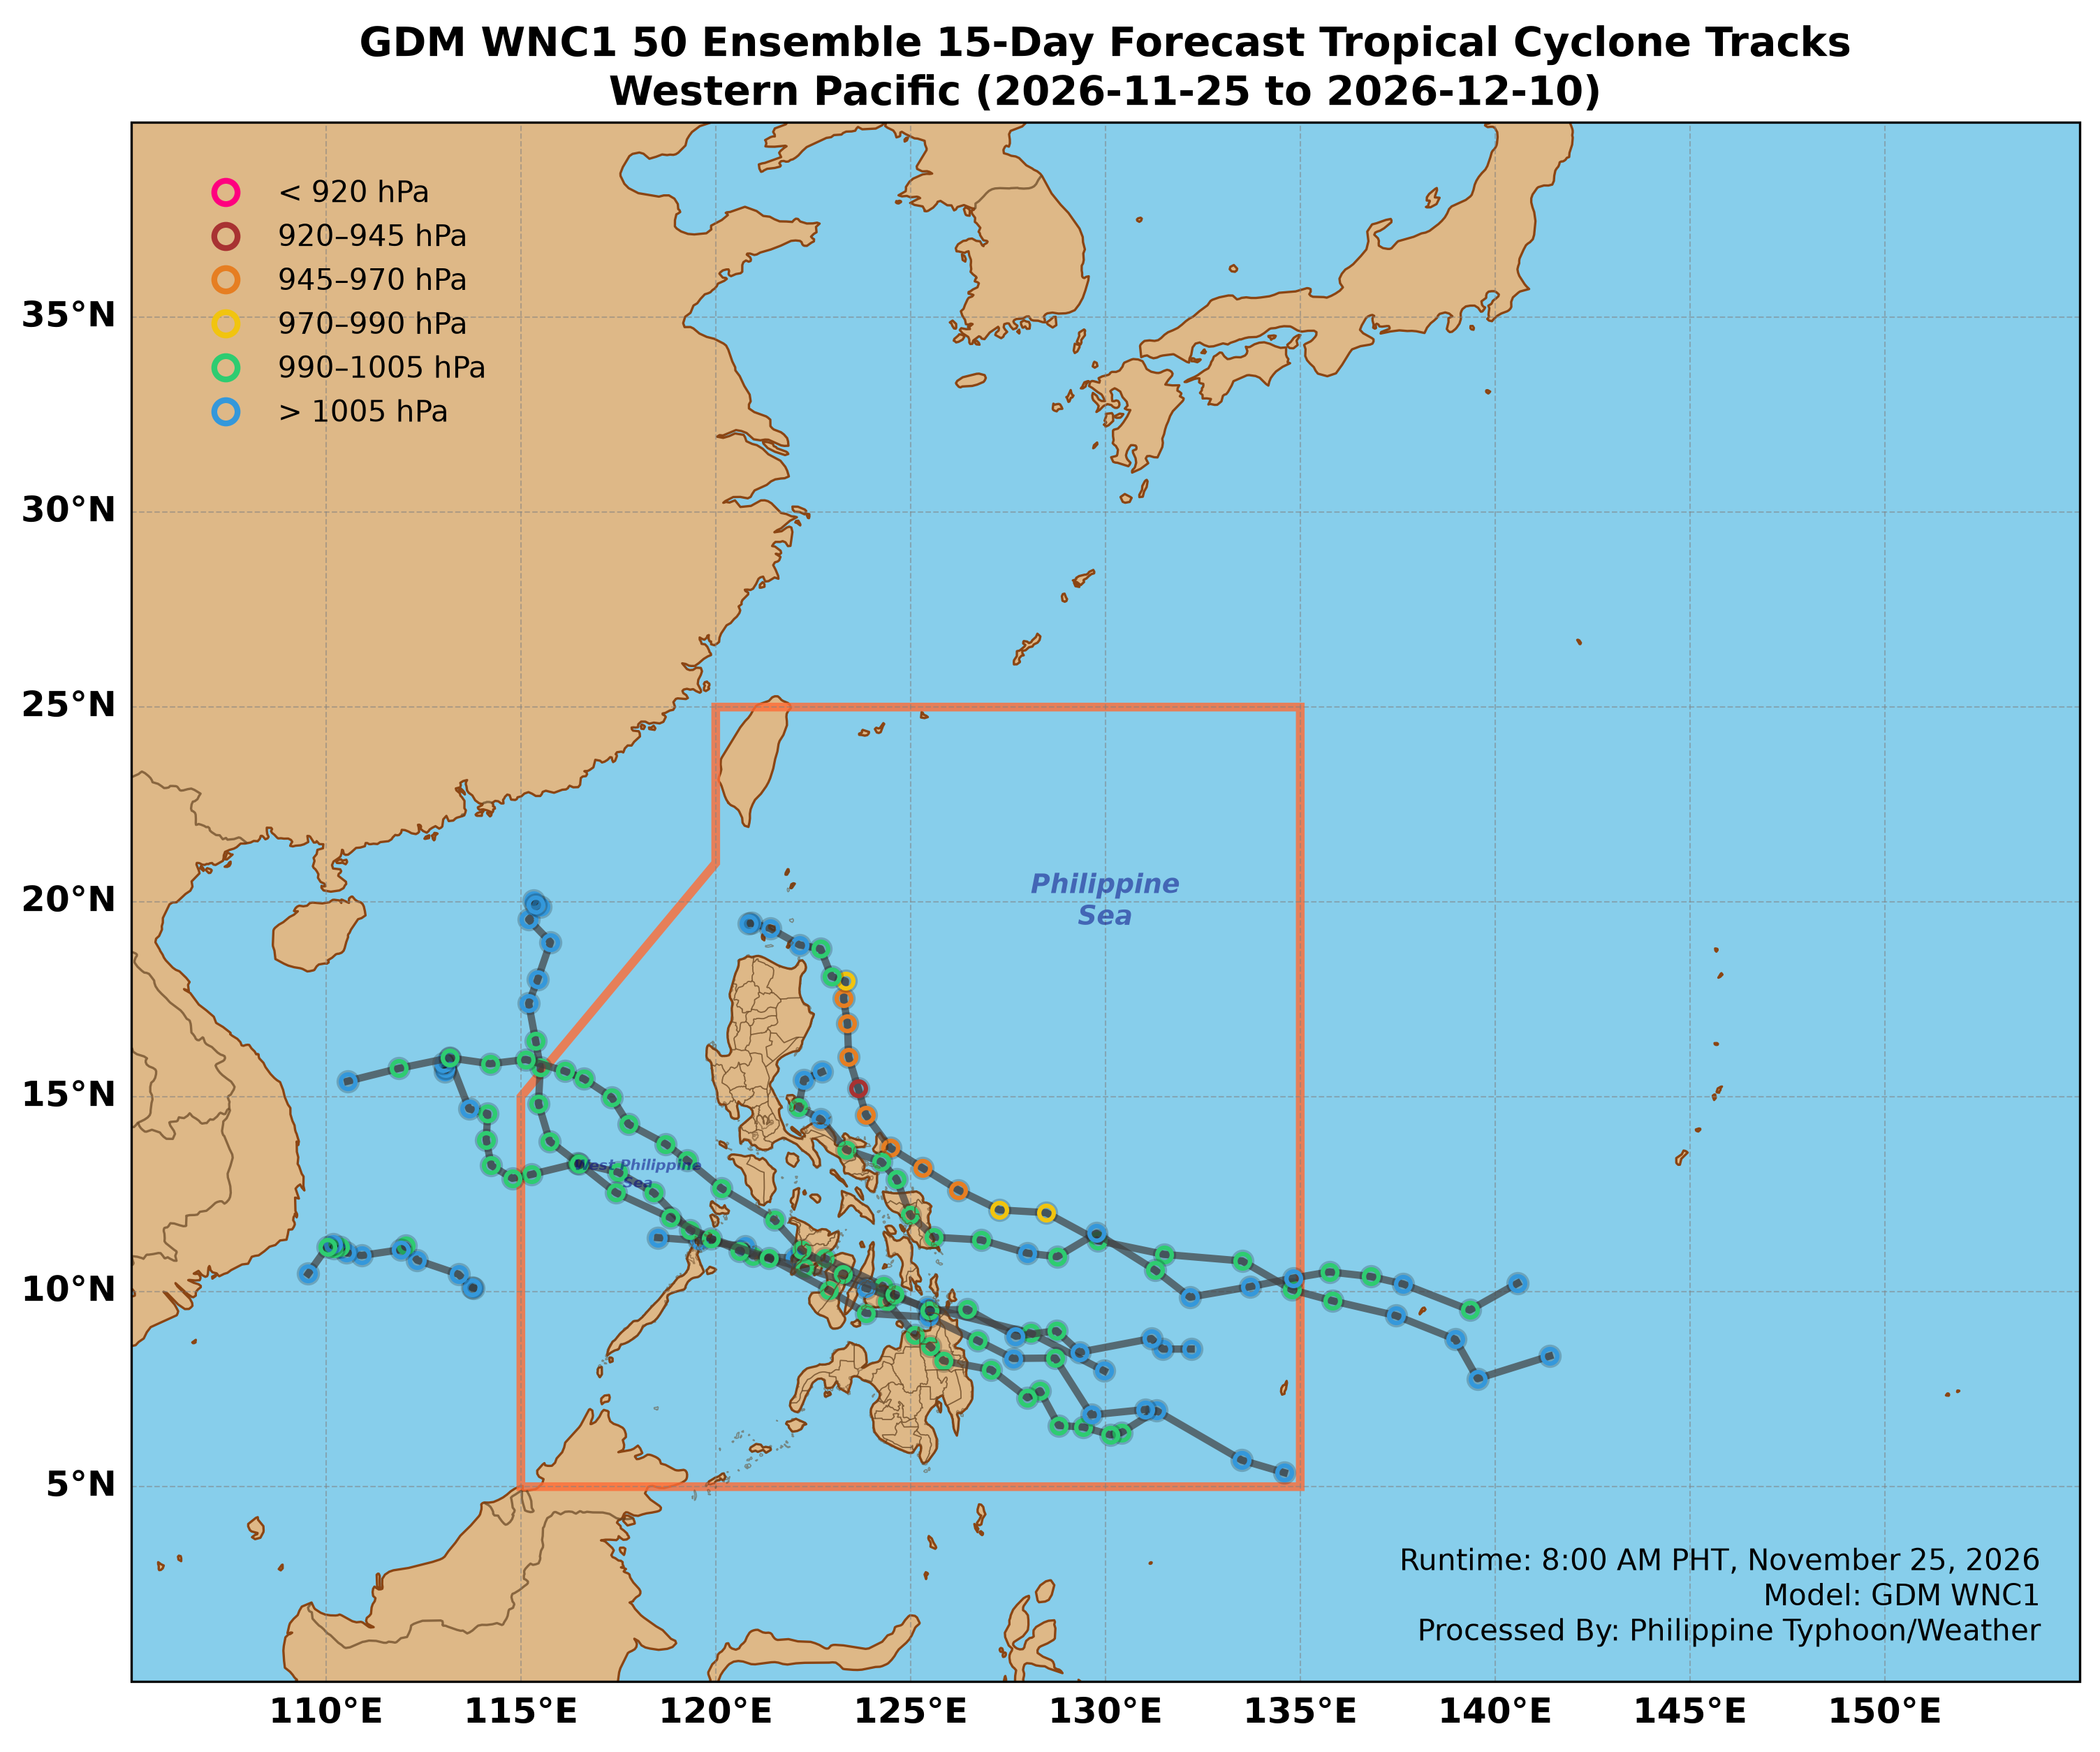 GDM WNC1 50 Ensemble 15-Day Forecast Tropical Cyclone Tracks
Western Pacific (2026-11-25 to 2026-12-10)
< 920 hPa
920–945 hPa
945–970 hPa
970–990 hPa
990–1005 hPa
> 1005 hPa
35°N
30°N
25°N
20°N
15°N
10°N
5°N
Philippine
Sea
West Philippine
Sea
Runtime: 8:00 AM PHT, November 25, 2026
Model: GDM WNC1
Processed By: Philippine Typhoon/Weather
110°E 115°E 120°E 125°E 130°E 135°E 140°E 145°E 150°E